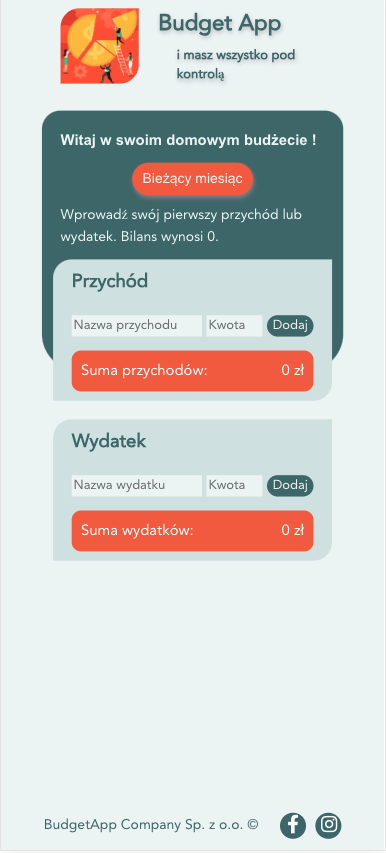 Budget App
i masz wszystko pod
kontrolą
Witaj w swoim domowym budżecie !
Bieżący miesiąc
Wprowadź swój pierwszy przychód lub
wydatek. Bilans wynosi 0.
Przychód
Nazwa przychodu Kwota Dodaj
Suma przychodów: 0 zł
Wydatek
Nazwa wydatku Kwota Dodaj
Suma wydatków: 0 zł
BudgetApp Company Sp. z o.o. ©